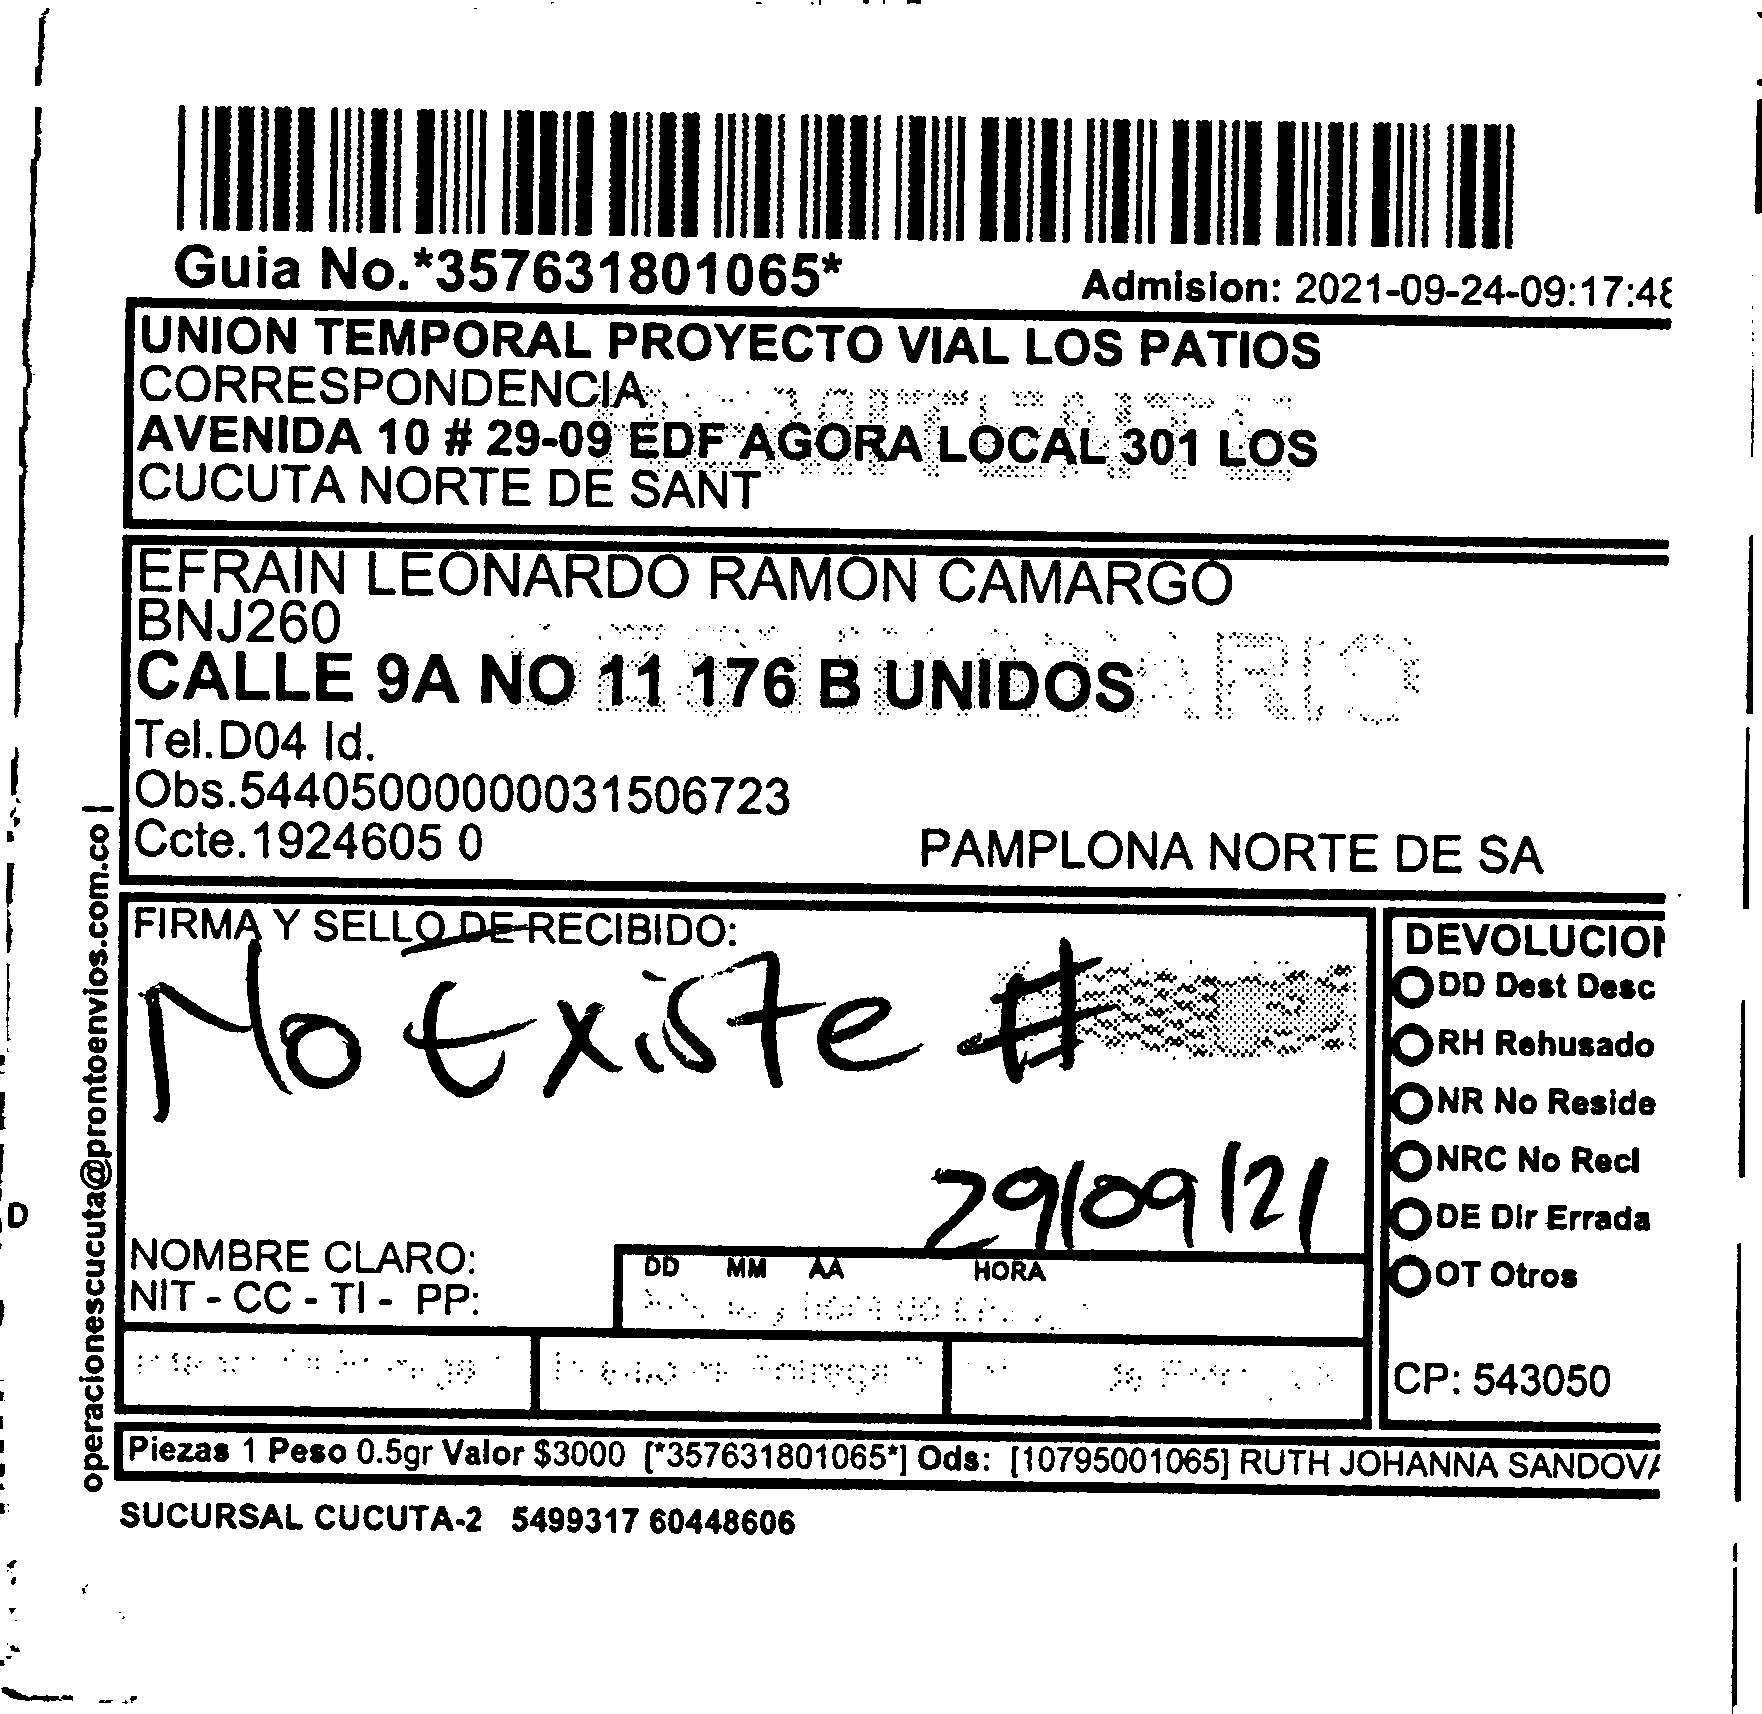 Guia No.*357631801065*
Admision: 2021-09-24-09:17:48
UNION TEMPORAL PROYECTO VIAL LOS PATIOS
CORRESPONDENCIA
AVENIDA 10 # 29-09 EDF AGORA LOCAL 301 LOS
CUCUTA NORTE DE SANT
EFRAIN LEONARDO RAMON CAMARGO
BNJ260
CALLE 9A NO 11 176 B UNIDOS
Tel.D04 Id.
Obs.544050000000031506723
Ccte.1924605 0
PAMPLONA NORTE DE SA
operacionescucuta@prontoenvios.com.co |
FIRMA Y SELLO DE RECIBIDO:
No Existe #
29/09/21
NOMBRE CLARO:
NIT - CC - TI - PP:
DD MM AA HORA
DEVOLUCION
DD Dest Desc
RH Rehusado
NR No Reside
NRC No Recl
DE Dir Errada
OT Otros
CP: 543050
Piezas 1 Peso 0.5gr Valor $3000 [*357631801065*] Ods: [10795001065] RUTH JOHANNA SANDOVA
SUCURSAL CUCUTA-2 5499317 60448606
D